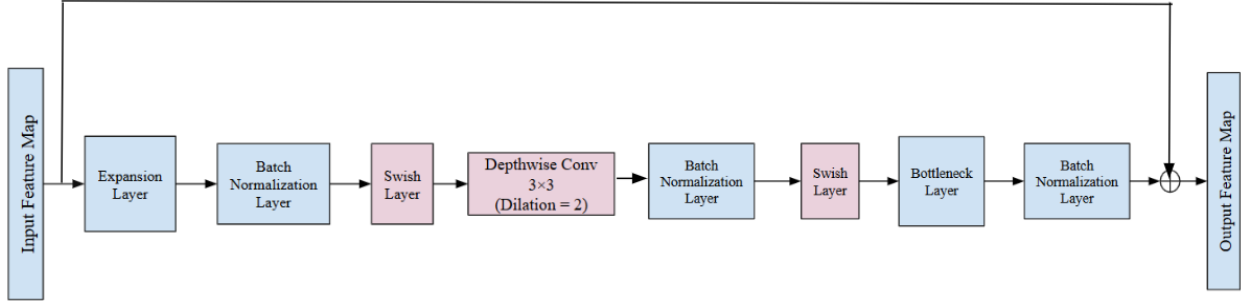 Input Feature Map
Expansion
Layer
Batch
Normalization
Layer
Swish
Layer
Depthwise Conv
3×3
(Dilation = 2)
Batch
Normalization
Layer
Swish
Layer
Bottleneck
Layer
Batch
Normalization
Layer
Output Feature Map